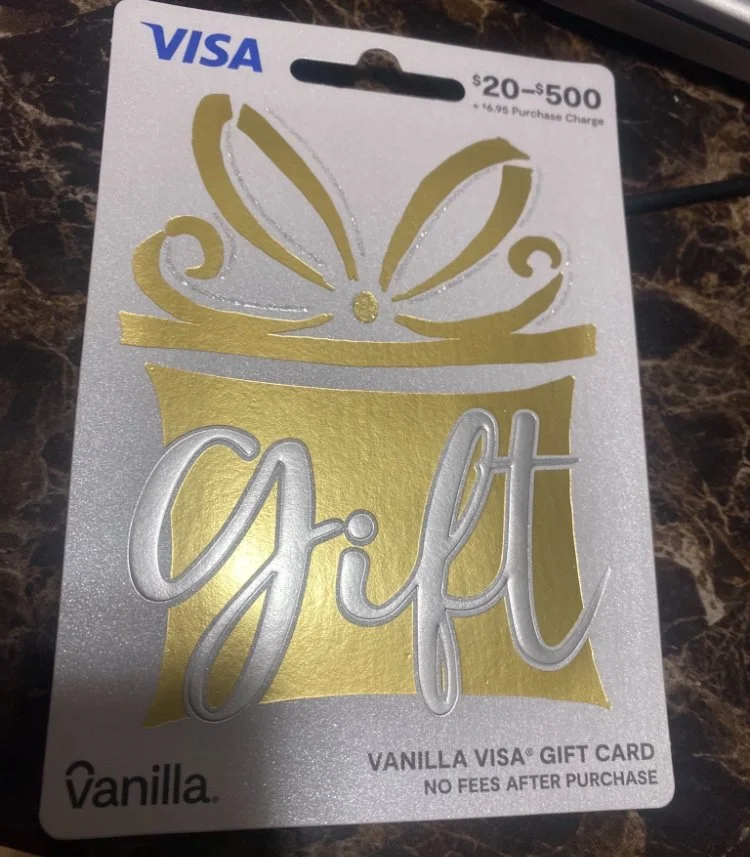 VISA
$20–$500
+ $6.95 Purchase Charge
gift
VANILLA VISA® GIFT CARD
NO FEES AFTER PURCHASE
Vanilla.